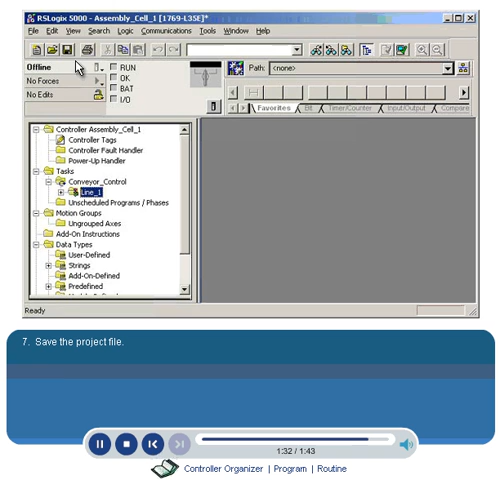 RSLogix 5000 - Assembly_Cell_1 [1769-L35E]*
File Edit View Search Logic Communications Tools Window Help
Offline
RUN
No Forces
OK
No Edits
BAT
I/O
Path: <none>
Favorites Bit Timer/Counter Input/Output Compare
Controller Assembly_Cell_1
Controller Tags
Controller Fault Handler
Power-Up Handler
Tasks
Conveyor_Control
Line_1
Unscheduled Programs / Phases
Motion Groups
Ungrouped Axes
Add-On Instructions
Data Types
User-Defined
Strings
Add-On-Defined
Predefined
Ready
7. Save the project file.
1:32 / 1:43
Controller Organizer | Program | Routine